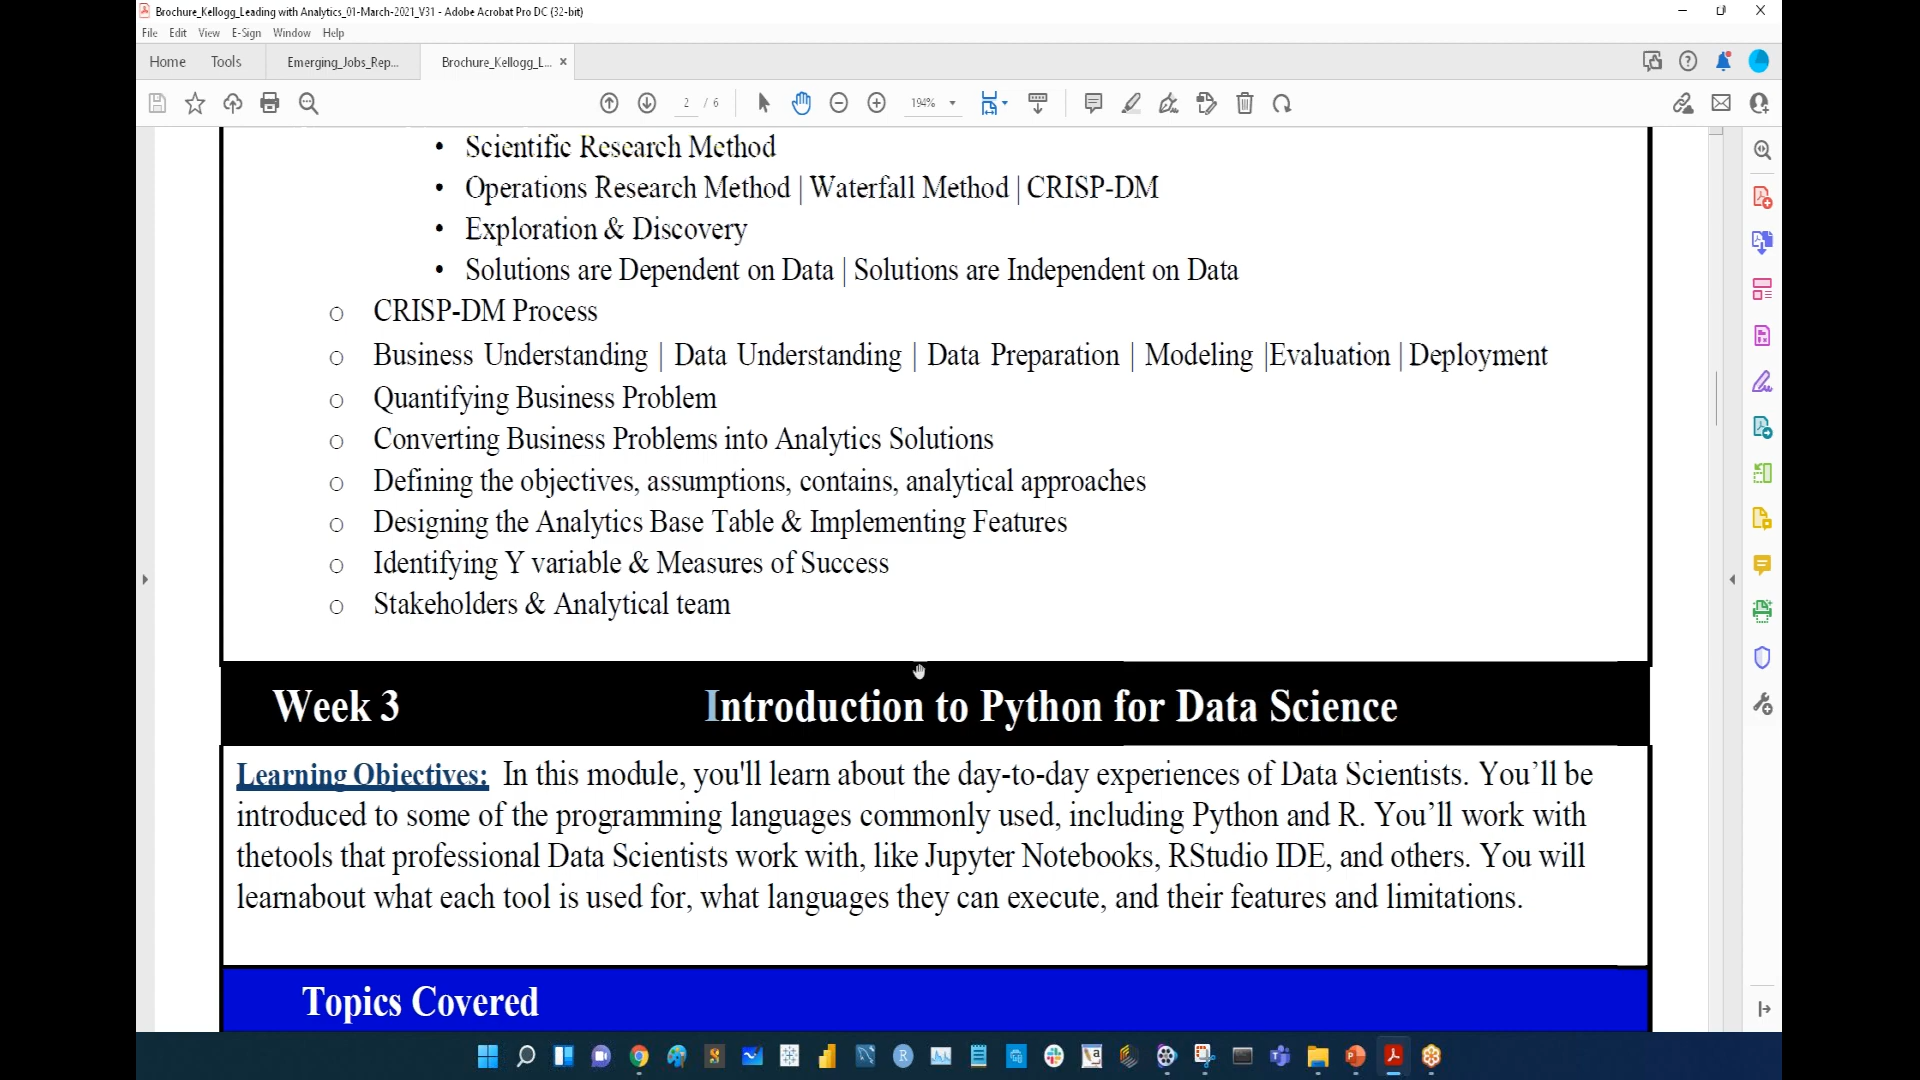 Brochure_Kellogg_Leading with Analytics_01-March-2021_V31 - Adobe Acrobat Pro DC (32-bit)
File Edit View E-Sign Window Help
Home Tools Emerging_Jobs_Rep... Brochure_Kellogg_L... ×
2 / 6 194%
• Scientific Research Method
• Operations Research Method | Waterfall Method | CRISP-DM
• Exploration & Discovery
• Solutions are Dependent on Data | Solutions are Independent on Data
o CRISP-DM Process
o Business Understanding | Data Understanding | Data Preparation | Modeling |Evaluation | Deployment
o Quantifying Business Problem
o Converting Business Problems into Analytics Solutions
o Defining the objectives, assumptions, contains, analytical approaches
o Designing the Analytics Base Table & Implementing Features
o Identifying Y variable & Measures of Success
o Stakeholders & Analytical team
Week 3 Introduction to Python for Data Science
Learning Objectives: In this module, you'll learn about the day-to-day experiences of Data Scientists. You’ll be
introduced to some of the programming languages commonly used, including Python and R. You’ll work with
thetools that professional Data Scientists work with, like Jupyter Notebooks, RStudio IDE, and others. You will
learnabout what each tool is used for, what languages they can execute, and their features and limitations.
Topics Covered